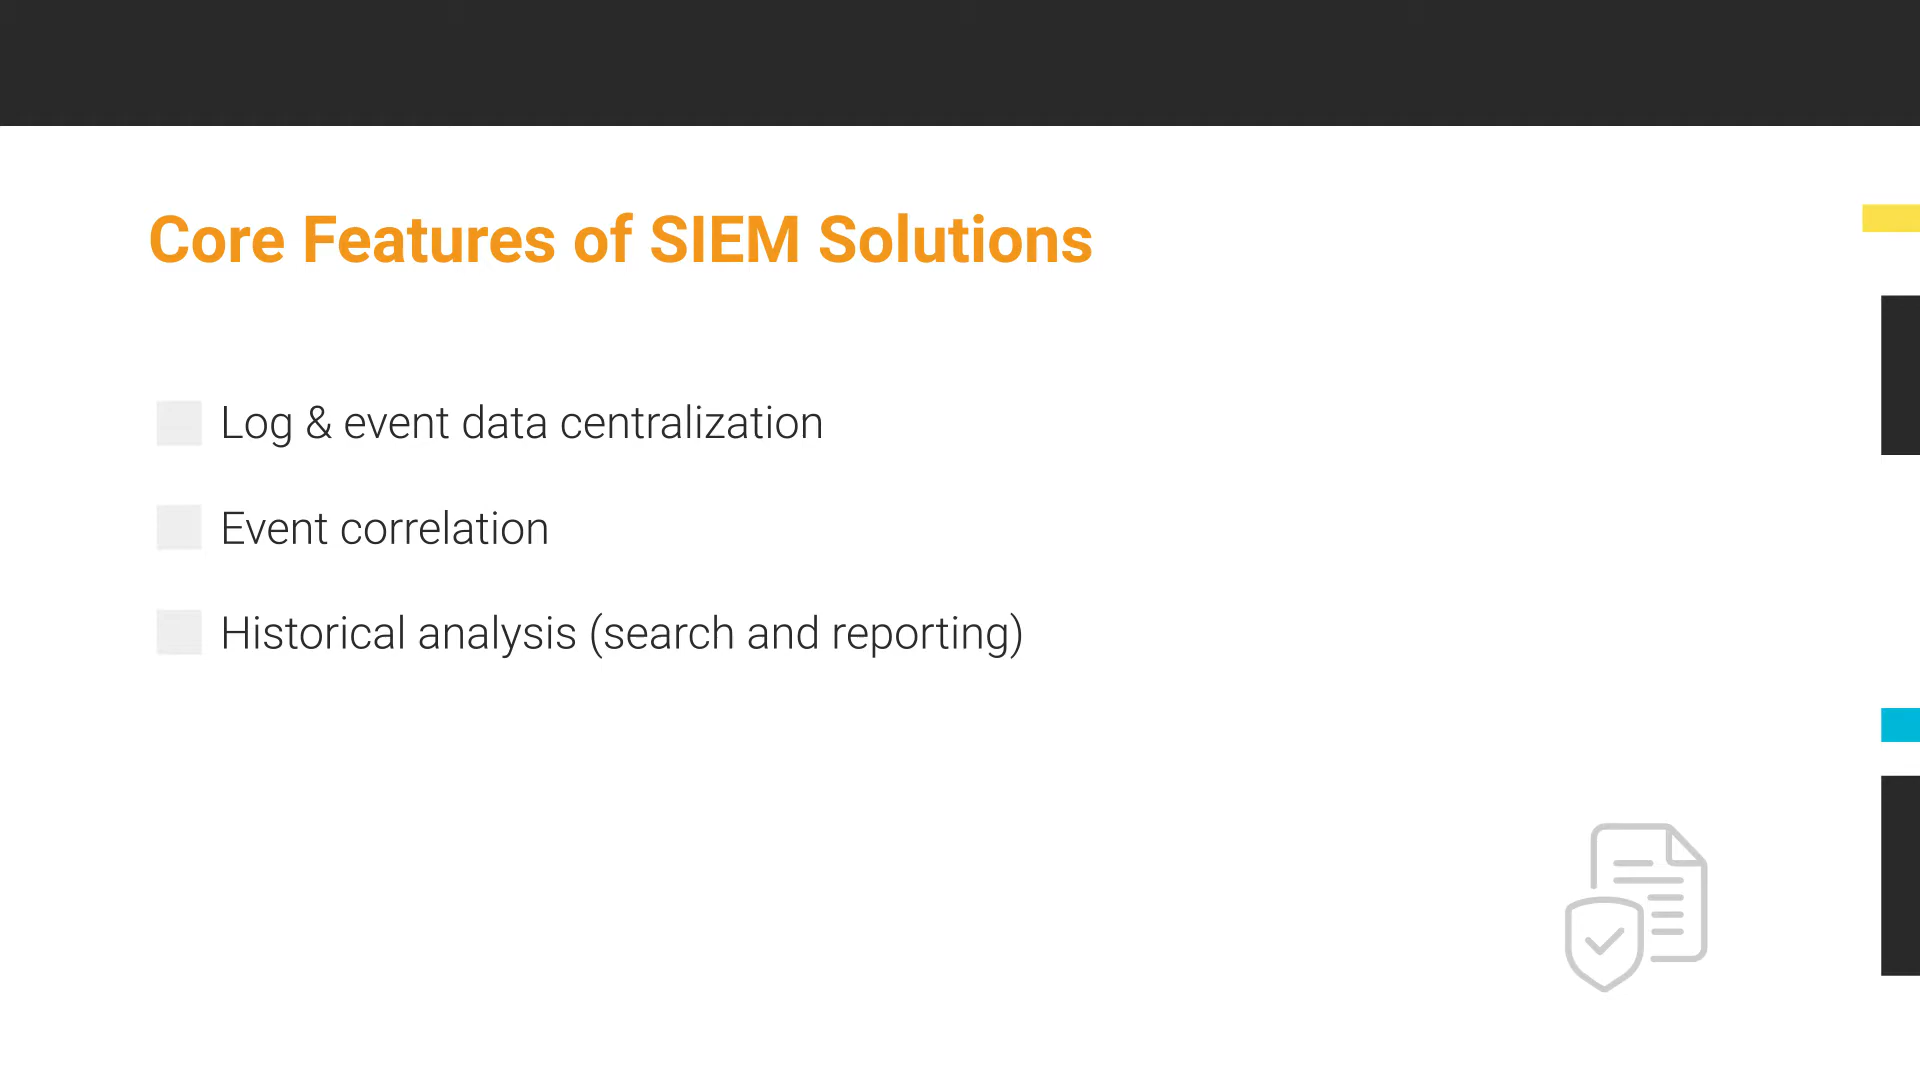 Core Features of SIEM Solutions
Log & event data centralization
Event correlation
Historical analysis (search and reporting)